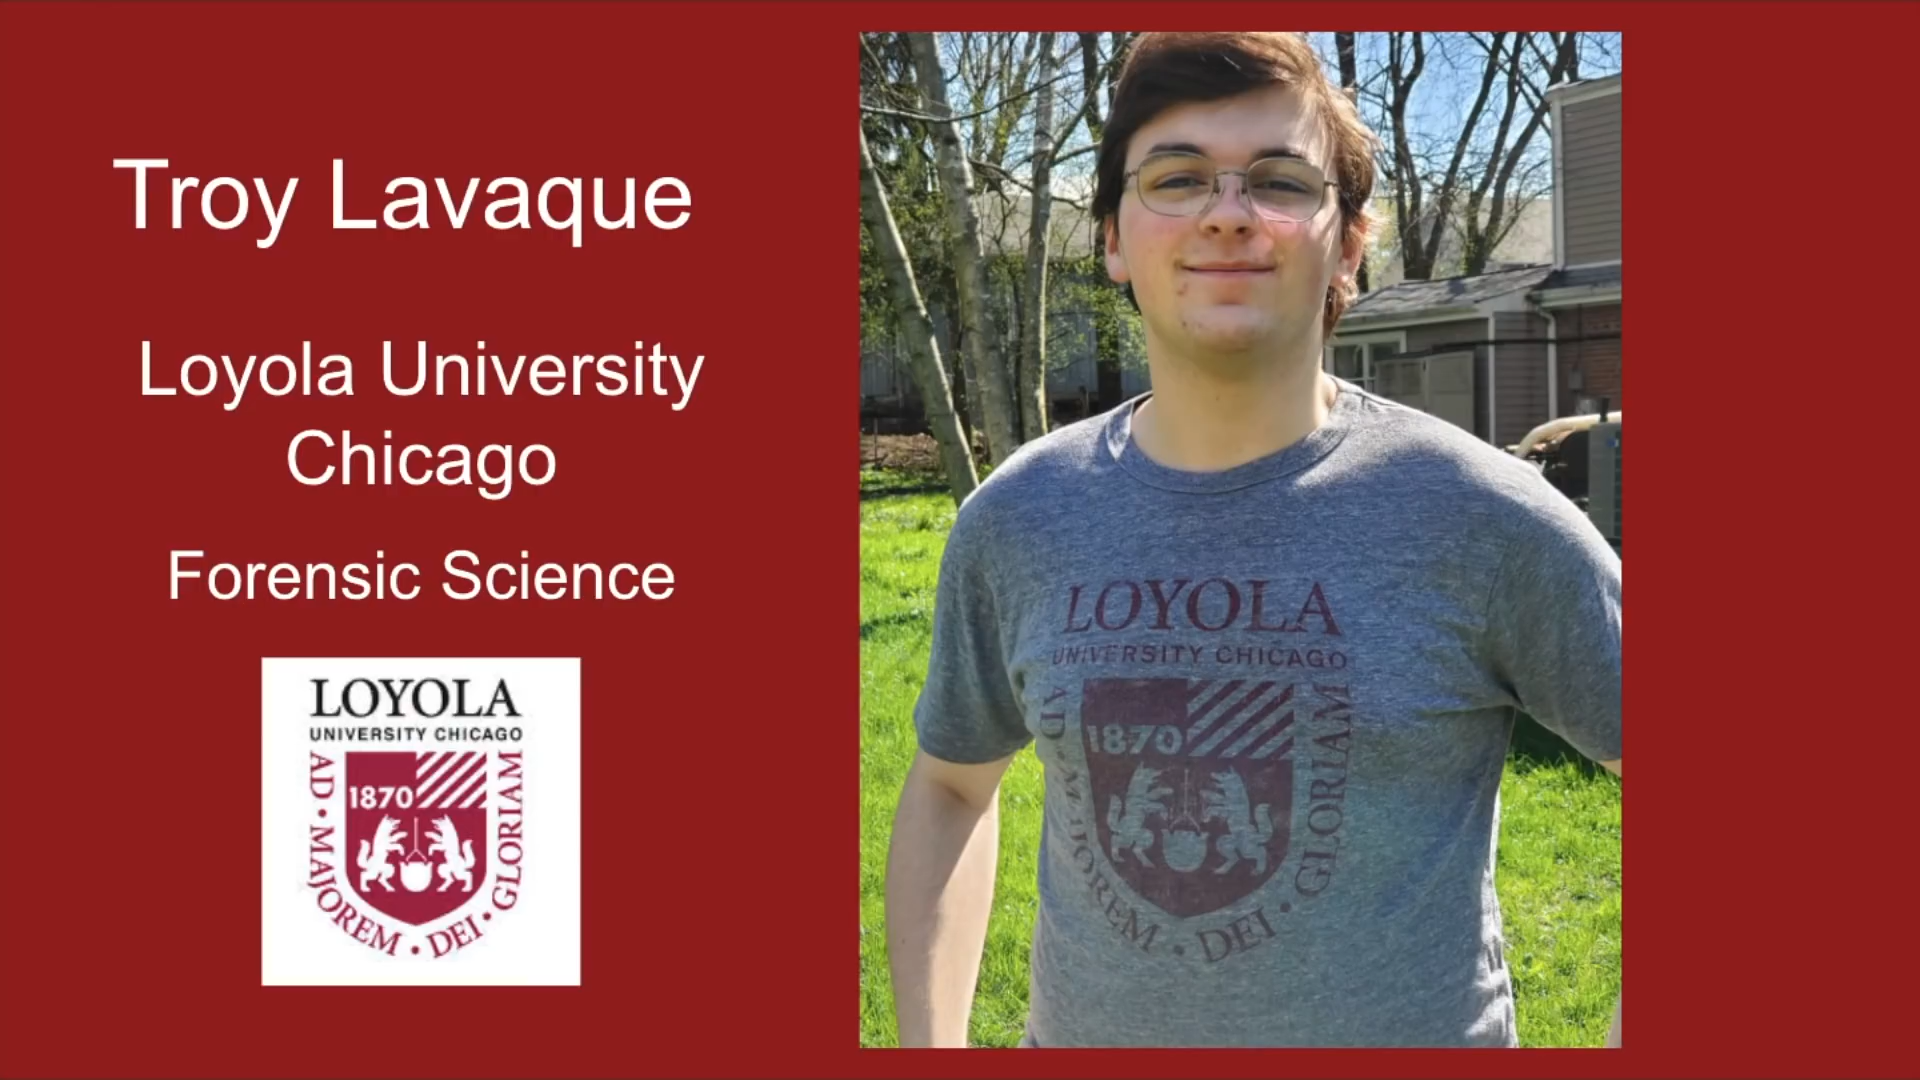 Troy Lavaque
Loyola University
Chicago
Forensic Science
LOYOLA
UNIVERSITY CHICAGO
1870
AD • MAJOREM • DEI • GLORIAM
LOYOLA
UNIVERSITY CHICAGO
1870
AD • MAJOREM • DEI • GLORIAM